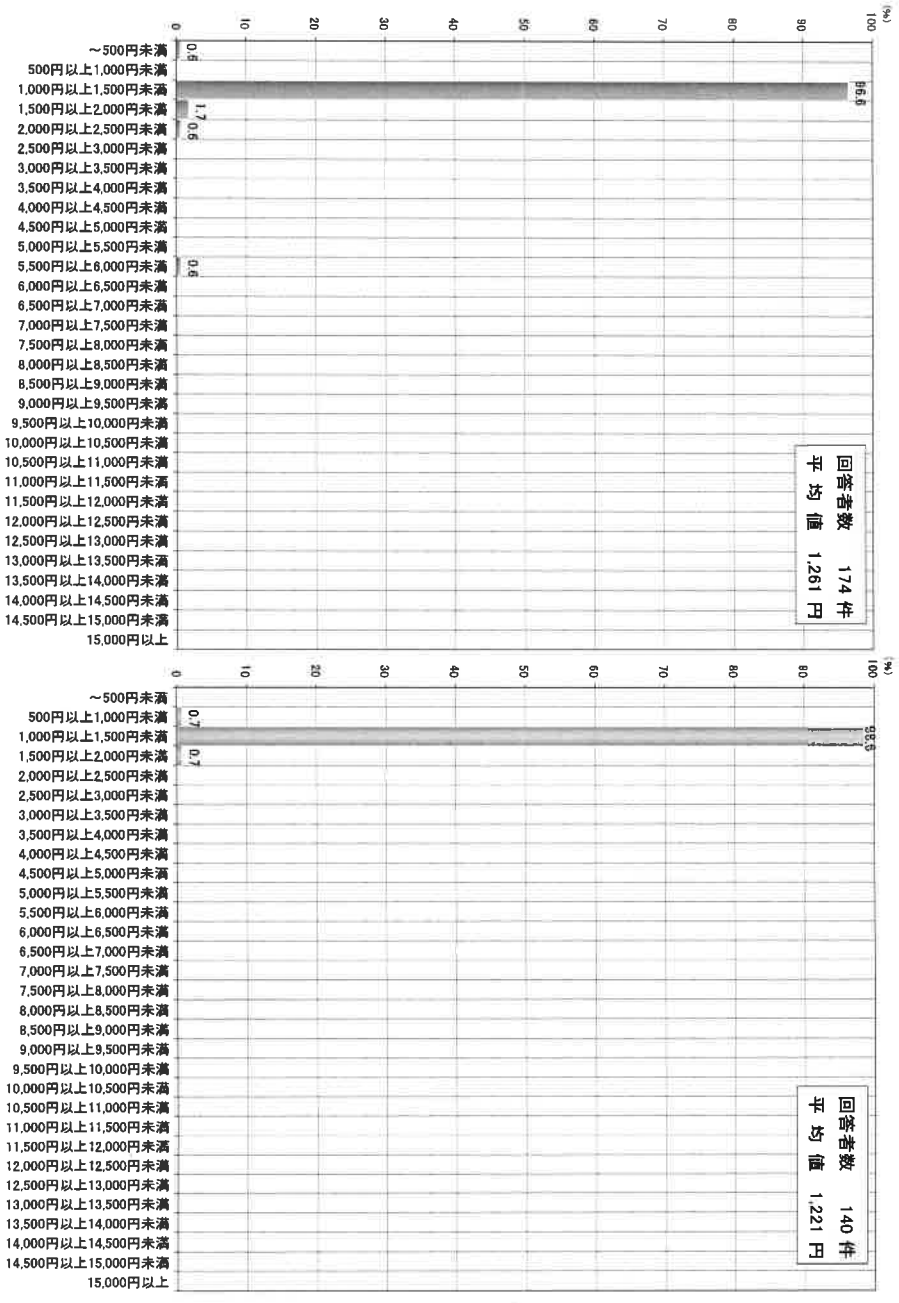 (%)
100
90
80
70
60
50
40
30
20
10
0
0.6
96.6
1.7
0.6
0.6
回答者数 174 件
平 均 値 1,261 円
～500円未満
500円以上1,000円未満
1,000円以上1,500円未満
1,500円以上2,000円未満
2,000円以上2,500円未満
2,500円以上3,000円未満
3,000円以上3,500円未満
3,500円以上4,000円未満
4,000円以上4,500円未満
4,500円以上5,000円未満
5,000円以上5,500円未満
5,500円以上6,000円未満
6,000円以上6,500円未満
6,500円以上7,000円未満
7,000円以上7,500円未満
7,500円以上8,000円未満
8,000円以上8,500円未満
8,500円以上9,000円未満
9,000円以上9,500円未満
9,500円以上10,000円未満
10,000円以上10,500円未満
10,500円以上11,000円未満
11,000円以上11,500円未満
11,500円以上12,000円未満
12,000円以上12,500円未満
12,500円以上13,000円未満
13,000円以上13,500円未満
13,500円以上14,000円未満
14,000円以上14,500円未満
14,500円以上15,000円未満
15,000円以上
(%)
100
90
80
70
60
50
40
30
20
10
0
0.7
98.6
0.7
回答者数 140 件
平 均 値 1,221 円
～500円未満
500円以上1,000円未満
1,000円以上1,500円未満
1,500円以上2,000円未満
2,000円以上2,500円未満
2,500円以上3,000円未満
3,000円以上3,500円未満
3,500円以上4,000円未満
4,000円以上4,500円未満
4,500円以上5,000円未満
5,000円以上5,500円未満
5,500円以上6,000円未満
6,000円以上6,500円未満
6,500円以上7,000円未満
7,000円以上7,500円未満
7,500円以上8,000円未満
8,000円以上8,500円未満
8,500円以上9,000円未満
9,000円以上9,500円未満
9,500円以上10,000円未満
10,000円以上10,500円未満
10,500円以上11,000円未満
11,000円以上11,500円未満
11,500円以上12,000円未満
12,000円以上12,500円未満
12,500円以上13,000円未満
13,000円以上13,500円未満
13,500円以上14,000円未満
14,000円以上14,500円未満
14,500円以上15,000円未満
15,000円以上